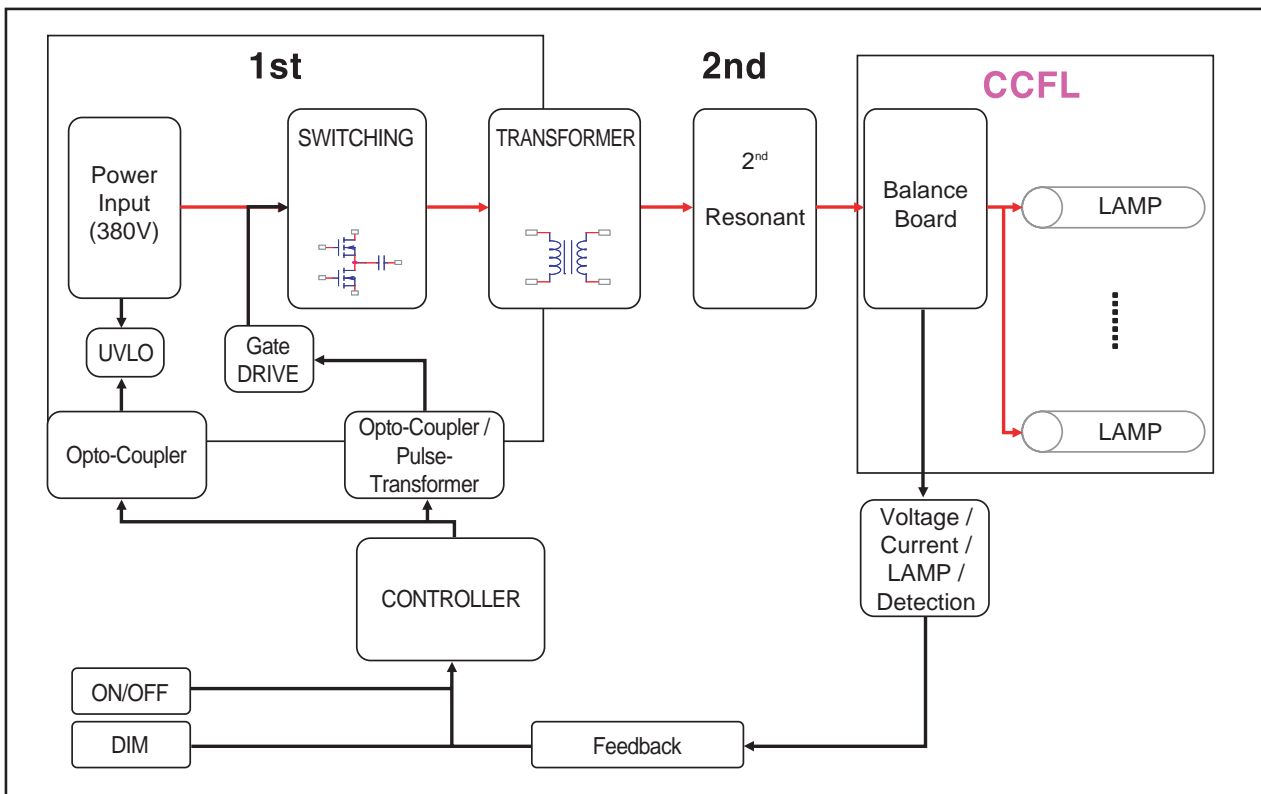 1st
2nd
CCFL
Power
Input
(380V)
SWITCHING
TRANSFORMER
2nd
Resonant
Balance
Board
LAMP
LAMP
UVLO
Gate
DRIVE
Opto-Coupler
Opto-Coupler /
Pulse-
Transformer
CONTROLLER
Voltage /
Current /
LAMP /
Detection
ON/OFF
DIM
Feedback